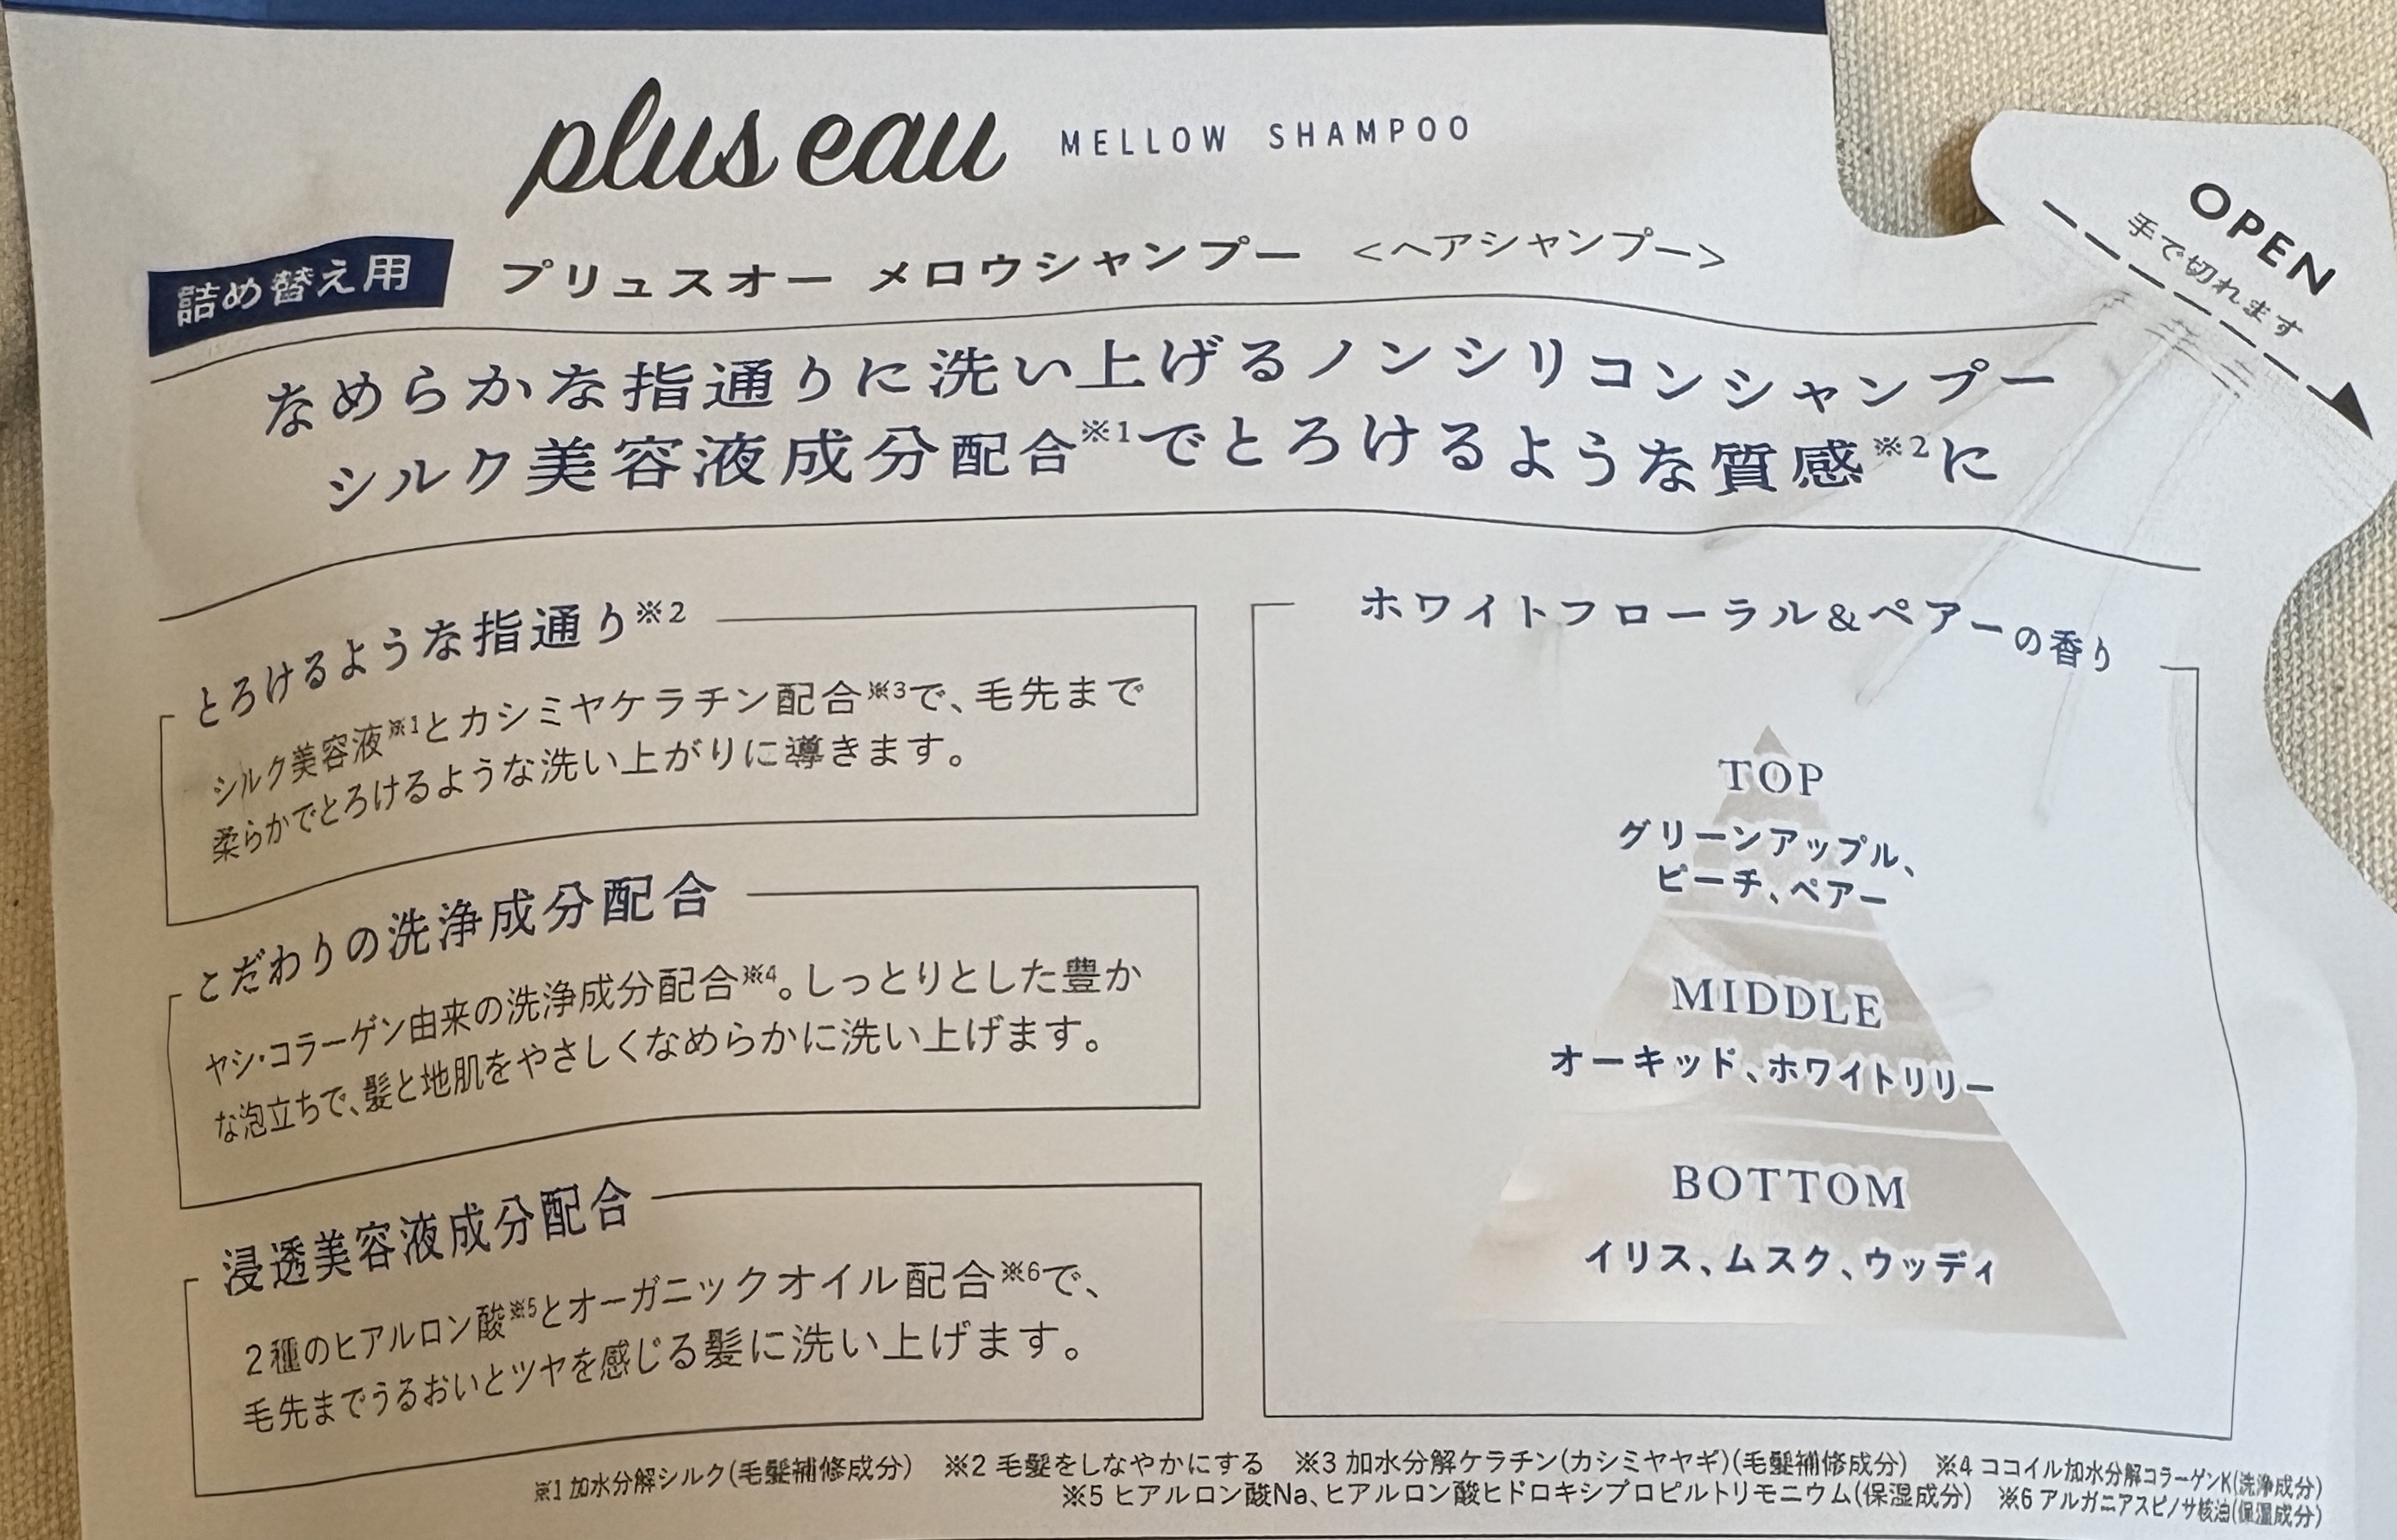 plus eau MELLOW SHAMPOO
詰め替え用
プリュスオー メロウシャンプー <ヘアシャンプー>
OPEN
手で切れます
なめらかな指通りに洗い上げるノンシリコンシャンプー
シルク美容液成分配合※1でとろけるような質感※2に
とろけるような指通り※2
シルク美容液※1とカシミヤケラチン配合※3で、毛先まで
柔らかでとろけるような洗い上がりに導きます。
こだわりの洗浄成分配合
ヤシ・コラーゲン由来の洗浄成分配合※4。しっとりとした豊か
な泡立ちで、髪と地肌をやさしくなめらかに洗い上げます。
浸透美容液成分配合
2種のヒアルロン酸※5とオーガニックオイル配合※6で、
毛先までうるおいとツヤを感じる髪に洗い上げます。
ホワイトフローラル&ペアーの香り
TOP
グリーンアップル、
ピーチ、ペアー
MIDDLE
オーキッド、ホワイトリリー
BOTTOM
イリス、ムスク、ウッディ
※1 加水分解シルク(毛髪補修成分) ※2 毛髪をしなやかにする ※3 加水分解ケラチン(カシミヤヤギ)(毛髪補修成分) ※4 ココイル加水分解コラーゲンK(洗浄成分)
※5 ヒアルロン酸Na、ヒアルロン酸ヒドロキシプロピルトリモニウム(保湿成分) ※6 アルガニアスピノサ核油(保湿成分)